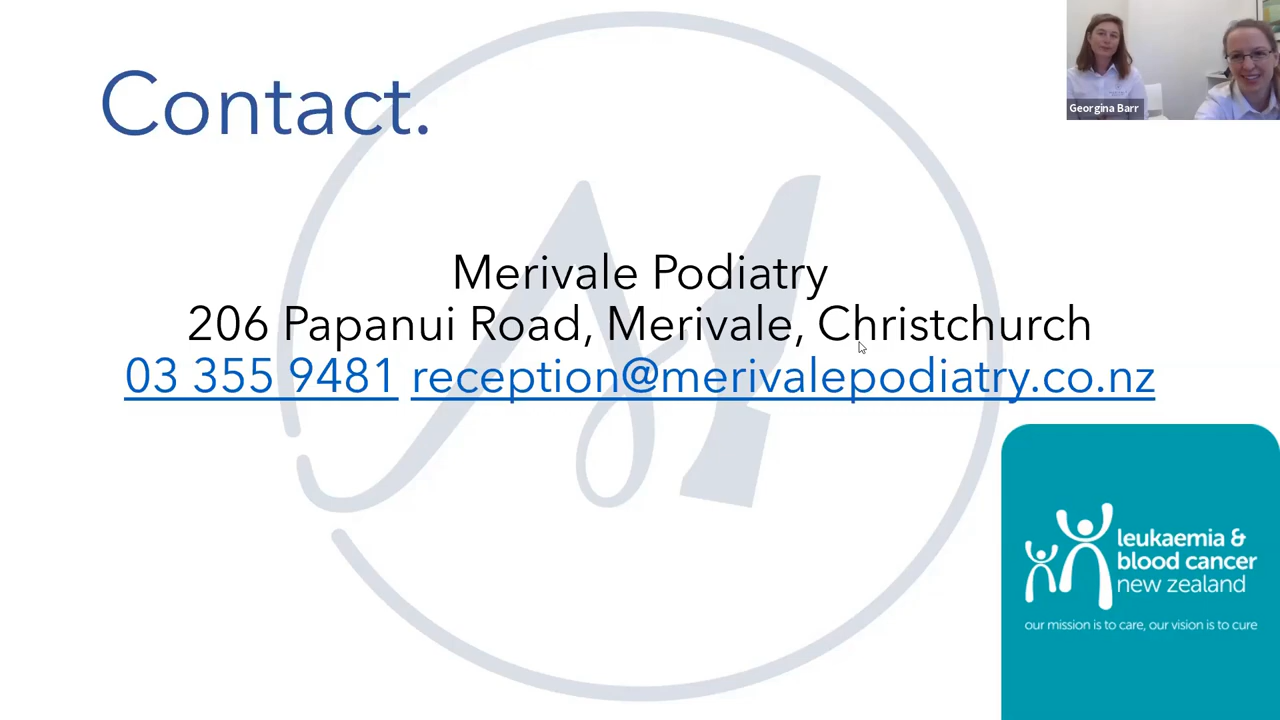 Contact.
Georgina Barr
Merivale Podiatry
206 Papanui Road, Merivale, Christchurch
03 355 9481 reception@merivalepodiatry.co.nz
leukaemia &
blood cancer
new zealand
our mission is to care, our vision is to cure